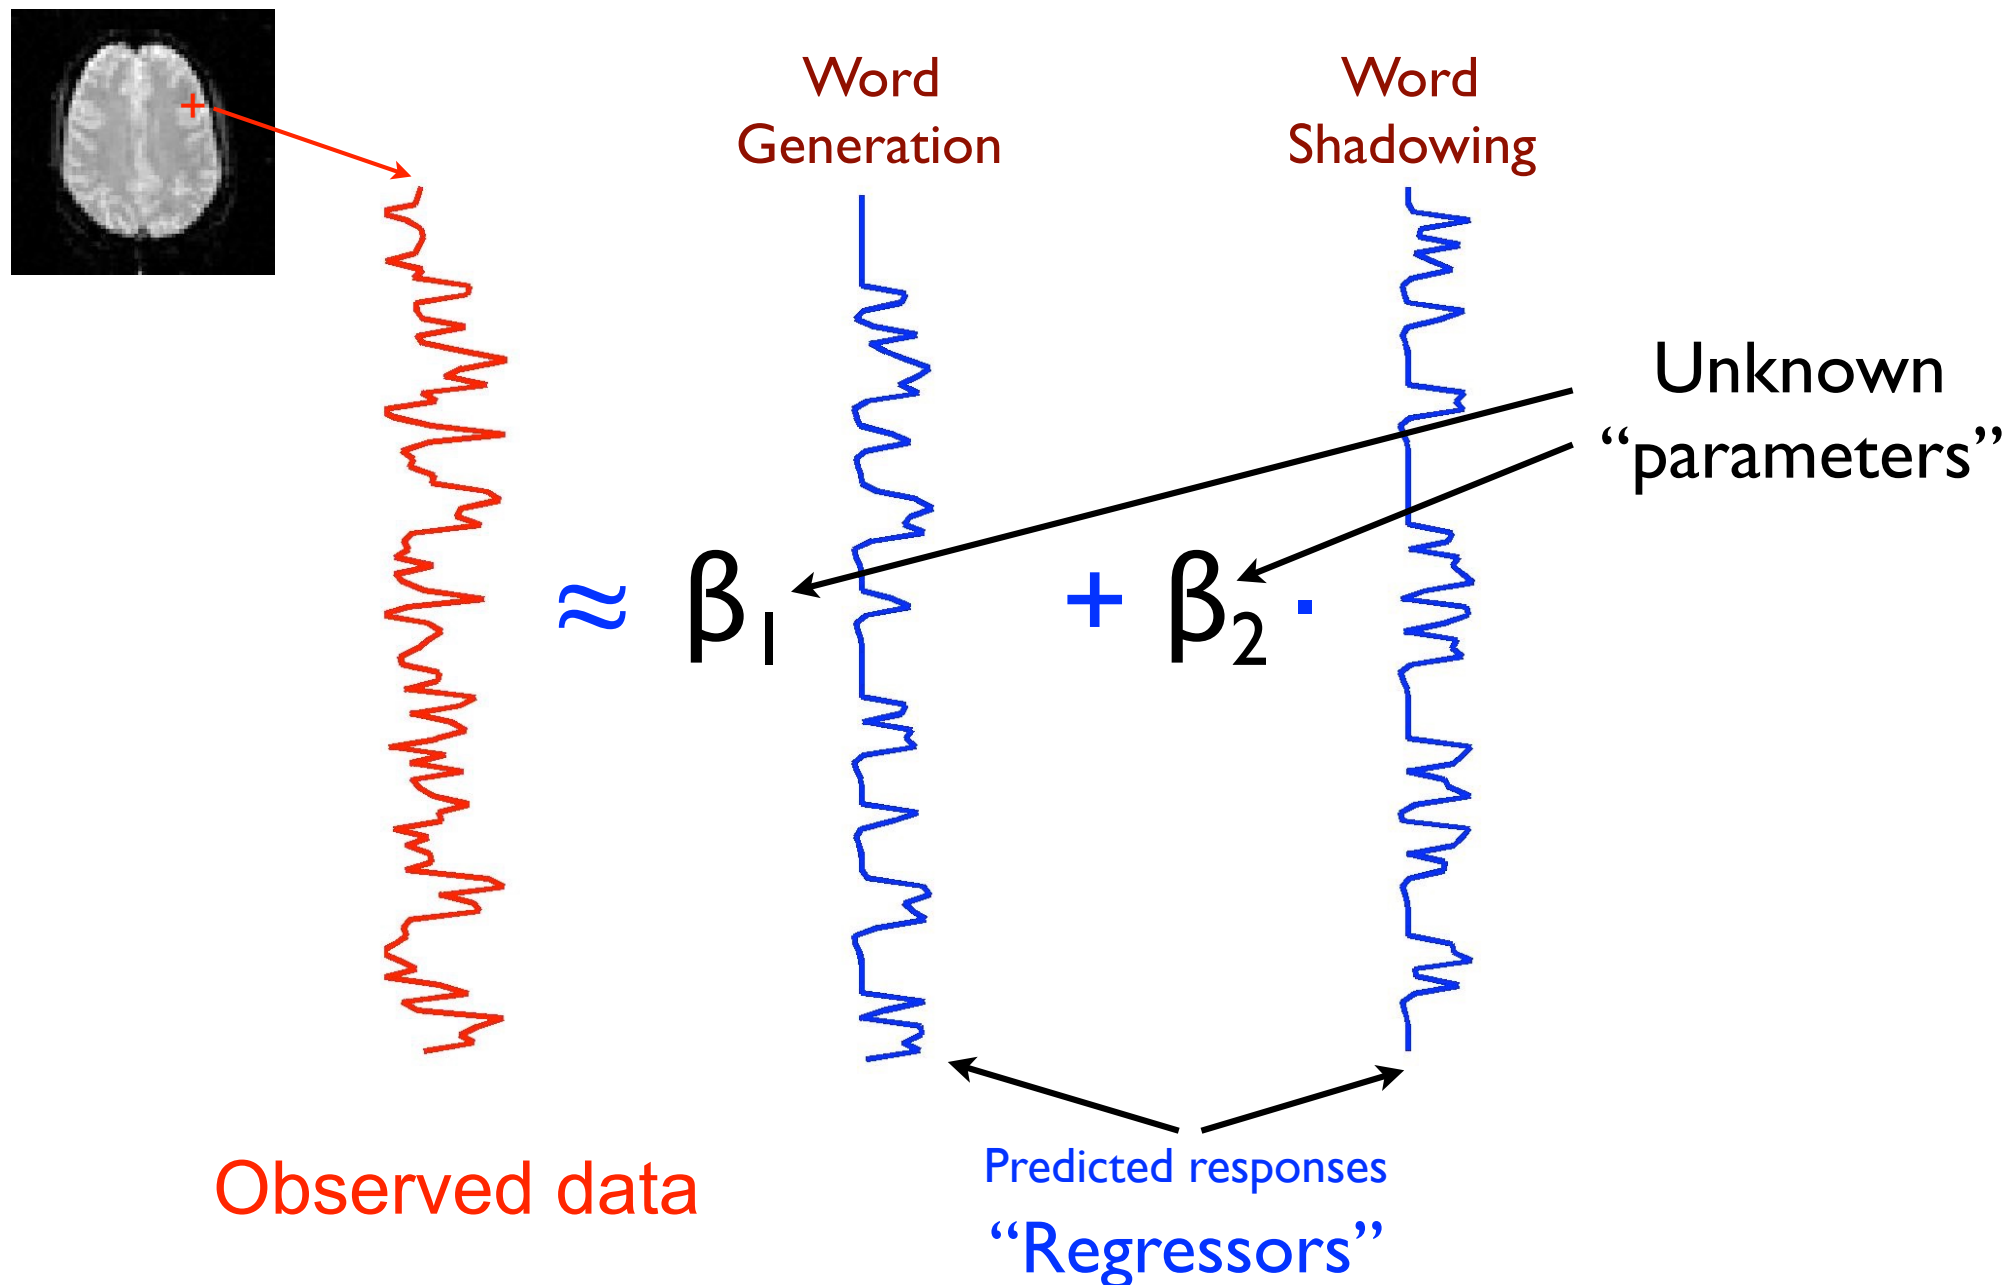 Word
Generation
Word
Shadowing
Unknown
“parameters”
≈ β1 + β2 ·
Observed data
Predicted responses
“Regressors”